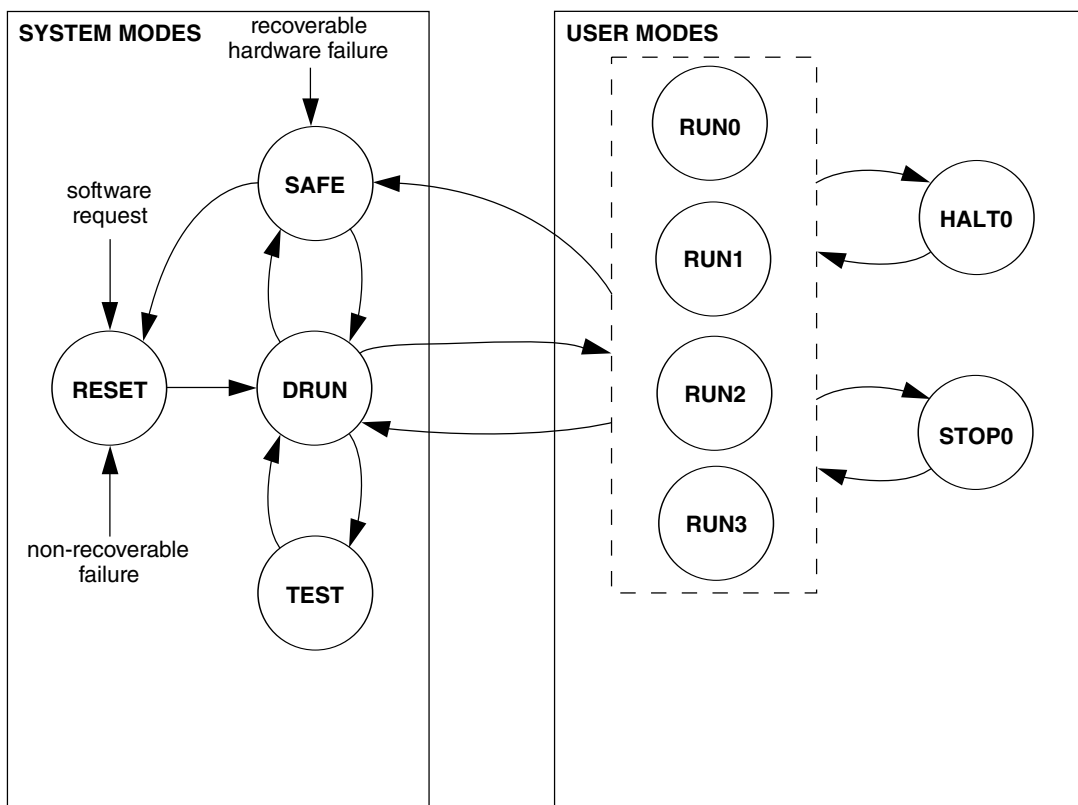 SYSTEM MODES
recoverable
hardware failure
SAFE
software
request
RESET
DRUN
non-recoverable
failure
TEST
USER MODES
RUN0
RUN1
RUN2
RUN3
HALT0
STOP0